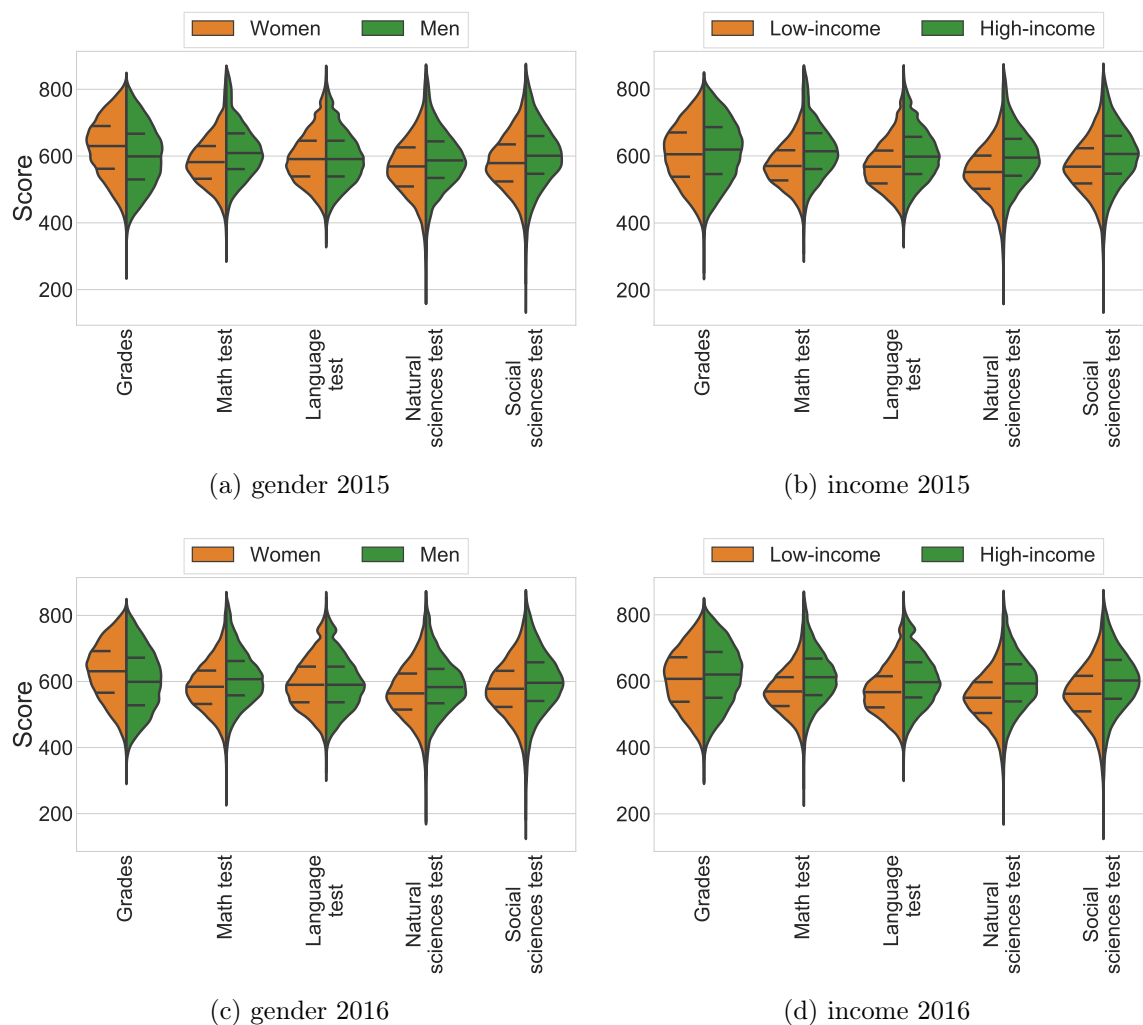 Women Men
800
600
400
200
Score
Grades
Math test
Language
test
Natural
sciences test
Social
sciences test
(a) gender 2015
Low-income High-income
800
600
400
200
Grades
Math test
Language
test
Natural
sciences test
Social
sciences test
(b) income 2015
Women Men
800
600
400
200
Score
Grades
Math test
Language
test
Natural
sciences test
Social
sciences test
(c) gender 2016
Low-income High-income
800
600
400
200
Grades
Math test
Language
test
Natural
sciences test
Social
sciences test
(d) income 2016